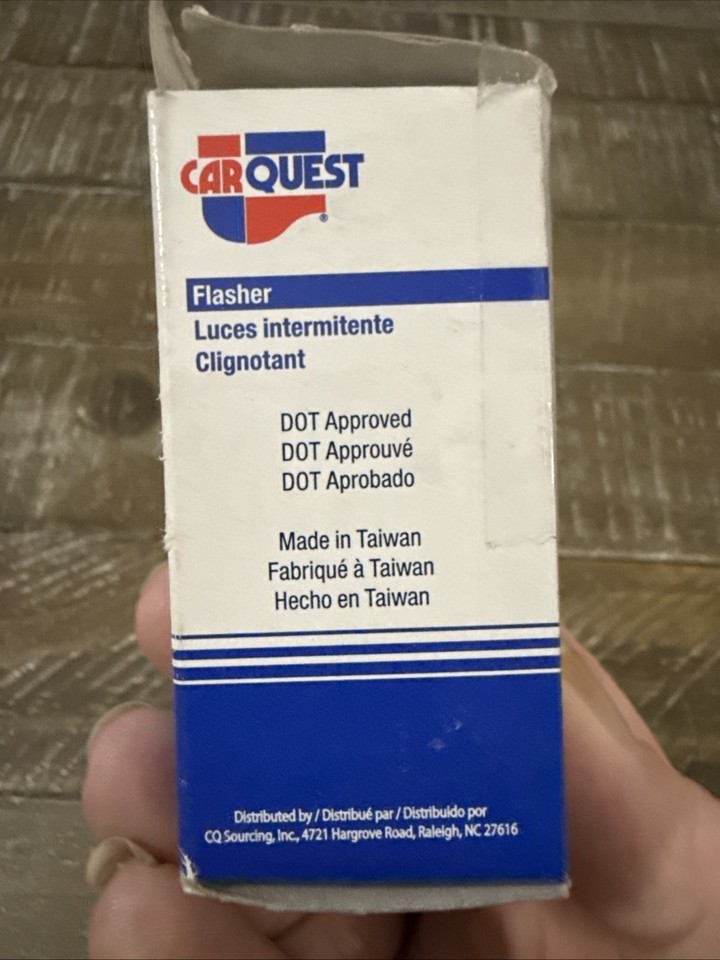 CARQUEST®
Flasher
Luces intermitente
Clignotant
DOT Approved
DOT Approuvé
DOT Aprobado
Made in Taiwan
Fabriqué à Taiwan
Hecho en Taiwan
Distributed by / Distribué par / Distribuido por
CQ Sourcing, Inc., 4721 Hargrove Road, Raleigh, NC 27616